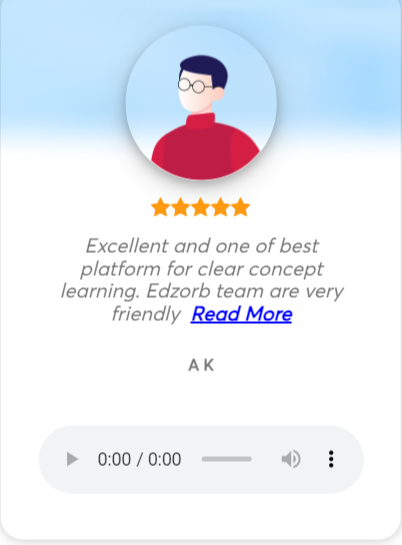 Excellent and one of best
platform for clear concept
learning. Edzorb team are very
friendly Read More
A K
0:00 / 0:00